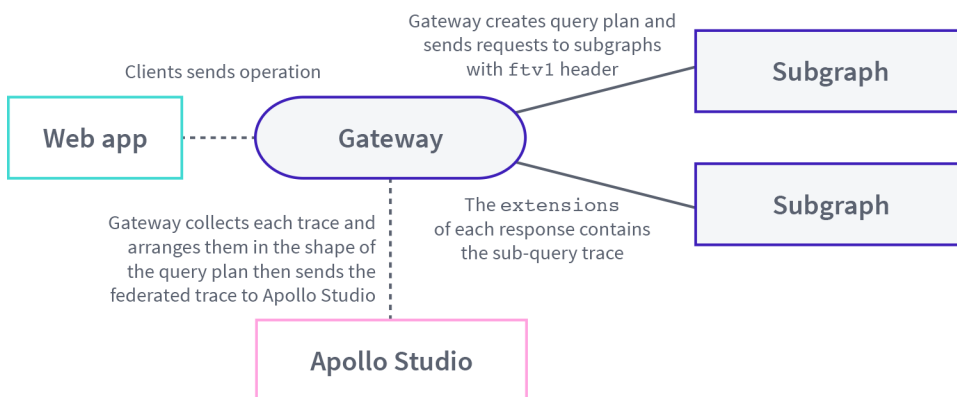 Gateway creates query plan and
sends requests to subgraphs
with ftv1 header
Clients sends operation
Subgraph
Web app
Gateway
Subgraph
The extensions
of each response contains
the sub-query trace
Gateway collects each trace and
arranges them in the shape of
the query plan then sends the
federated trace to Apollo Studio
Apollo Studio